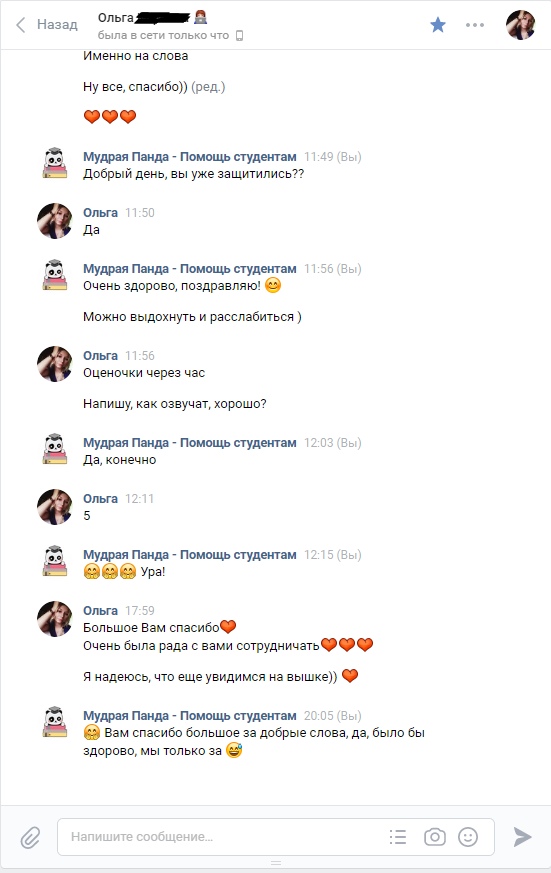 Назад
Ольга
была в сети только что
Именно на слова
Ну все, спасибо)) (ред.)
Мудрая Панда - Помощь студентам 11:49 (Вы)
Добрый день, вы уже защитились??
Ольга 11:50
Да
Мудрая Панда - Помощь студентам 11:56 (Вы)
Очень здорово, поздравляю! 😊
Можно выдохнуть и расслабиться )
Ольга 11:56
Оценочки через час
Напишу, как озвучат, хорошо?
Мудрая Панда - Помощь студентам 12:03 (Вы)
Да, конечно
Ольга 12:11
5
Мудрая Панда - Помощь студентам 12:15 (Вы)
🤗🤗🤗 Ура!
Ольга 17:59
Большое Вам спасибо❤
Очень была рада с вами сотрудничать❤❤❤
Я надеюсь, что еще увидимся на вышке)) ❤
Мудрая Панда - Помощь студентам 20:05 (Вы)
🤗 Вам спасибо большое за добрые слова, да, было бы
здорово, мы только за 😅
Напишите сообщение...